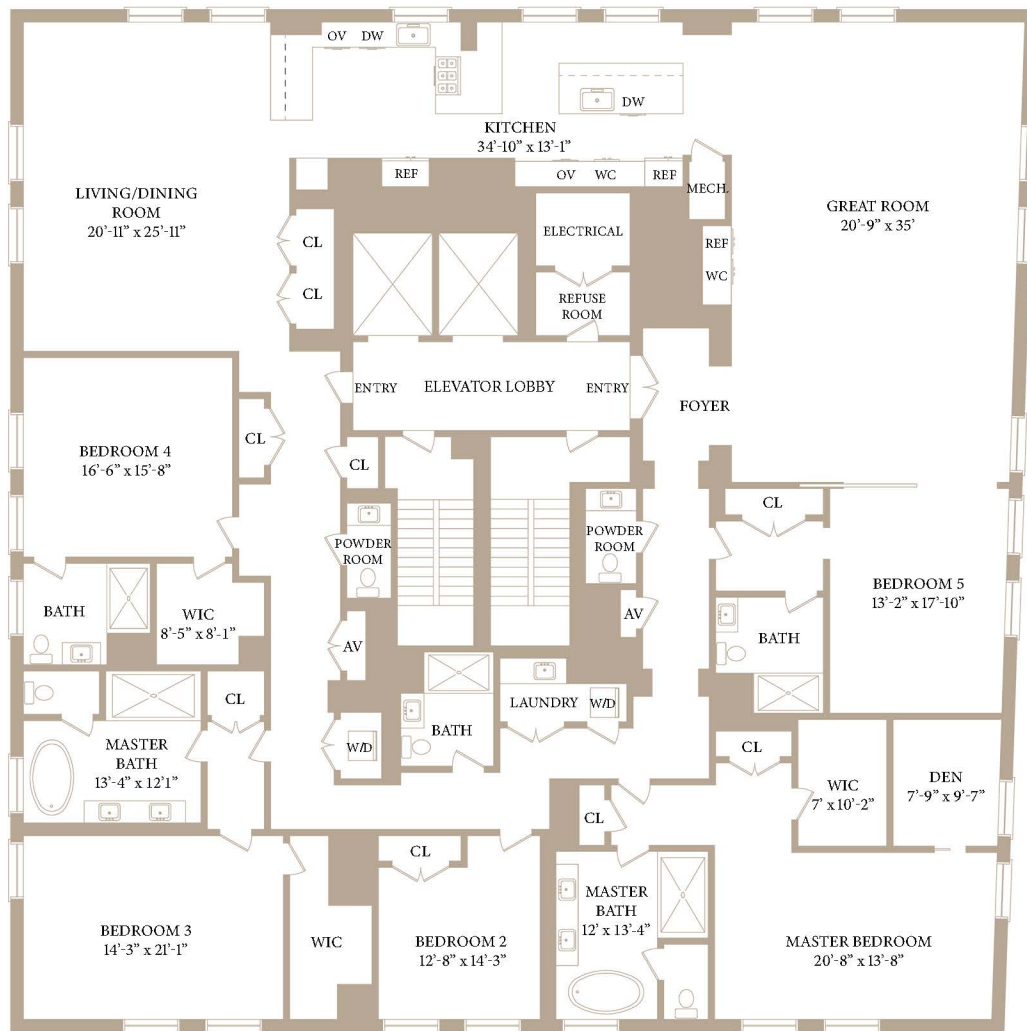 OV DW
DW
KITCHEN
34'-10" x 13'-1"
REF
OV WC REF
MECH.
LIVING/DINING
ROOM
20'-11" x 25'-11"
GREAT ROOM
20'-9" x 35'
CL
ELECTRICAL
REF
WC
CL
REFUSE
ROOM
ENTRY
ELEVATOR LOBBY
ENTRY
FOYER
BEDROOM 4
16'-6" x 15'-8"
CL
CL
CL
POWDER
ROOM
POWDER
ROOM
BEDROOM 5
13'-2" x 17'-10"
BATH
WIC
8'-5" x 8'-1"
AV
AV
BATH
CL
LAUNDRY
W/D
BATH
W/D
MASTER
BATH
13'-4" x 12'1"
CL
WIC
7' x 10'-2"
DEN
7'-9" x 9'-7"
CL
CL
BEDROOM 3
14'-3" x 21'-1"
WIC
BEDROOM 2
12'-8" x 14'-3"
MASTER
BATH
12' x 13'-4"
MASTER BEDROOM
20'-8" x 13'-8"